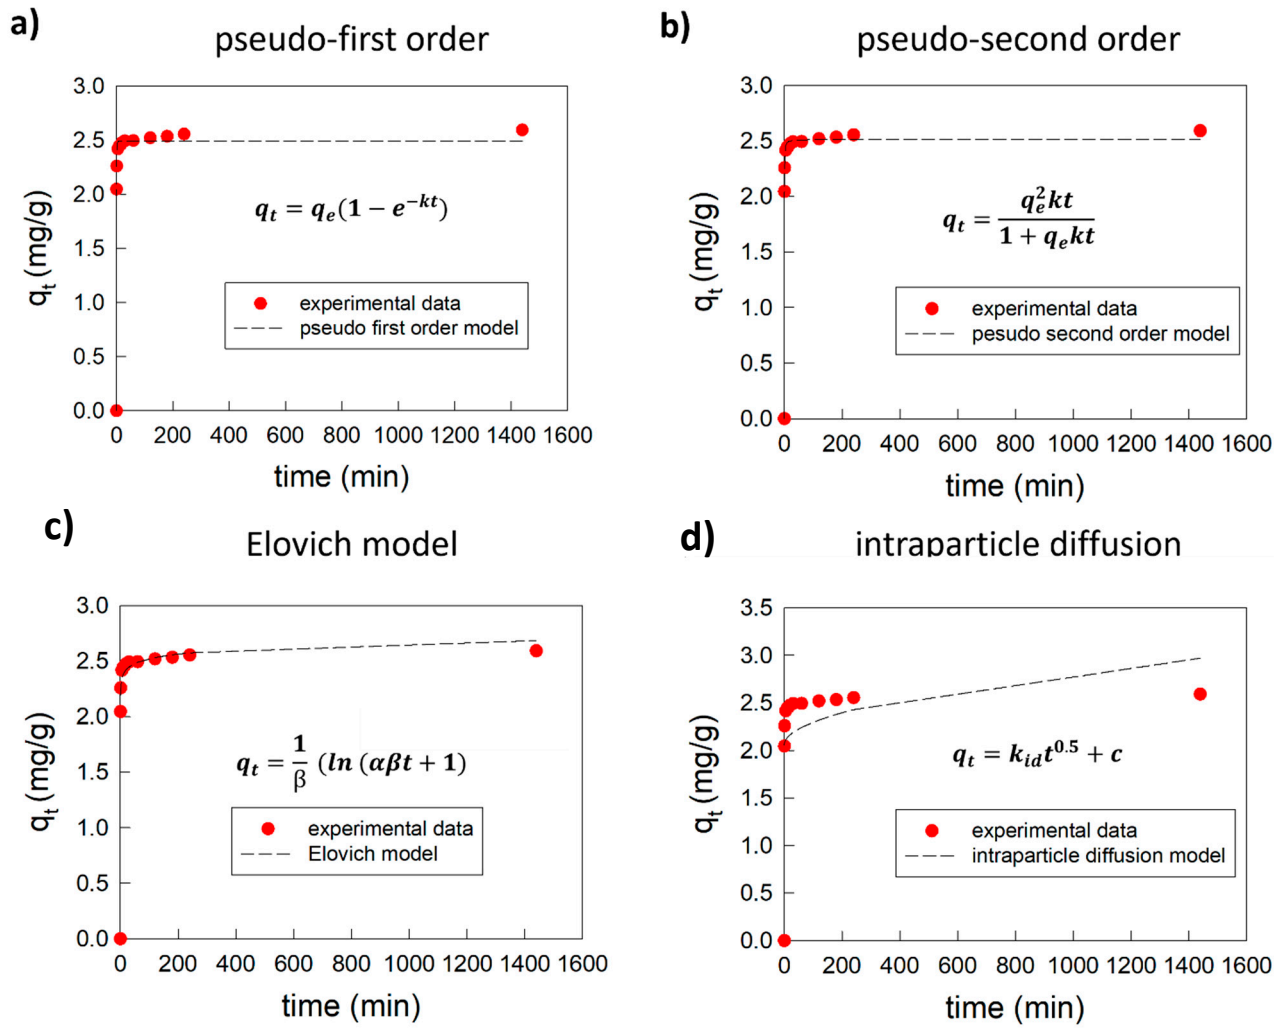 a)
pseudo-first order
3.0
2.5
2.0
1.5
1.0
0.5
0.0
q_t (mg/g)
q_t = q_e(1 − e^{−kt})
experimental data
pseudo first order model
0 200 400 600 800 1000 1200 1400 1600
time (min)
b)
pseudo-second order
3.0
2.5
2.0
1.5
1.0
0.5
0.0
q_t (mg/g)
q_t = \frac{q_e^2kt}{1 + q_ekt}
experimental data
pesudo second order model
0 200 400 600 800 1000 1200 1400 1600
time (min)
c)
Elovich model
3.0
2.5
2.0
1.5
1.0
0.5
0.0
q_t (mg/g)
q_t = \frac{1}{β} (ln (αβt + 1)
experimental data
Elovich model
0 200 400 600 800 1000 1200 1400 1600
time (min)
d)
intraparticle diffusion
3.5
3.0
2.5
2.0
1.5
1.0
0.5
0.0
q_t (mg/g)
q_t = k_{id}t^{0.5} + c
experimental data
intraparticle diffusion model
0 200 400 600 800 1000 1200 1400 1600
time (min)